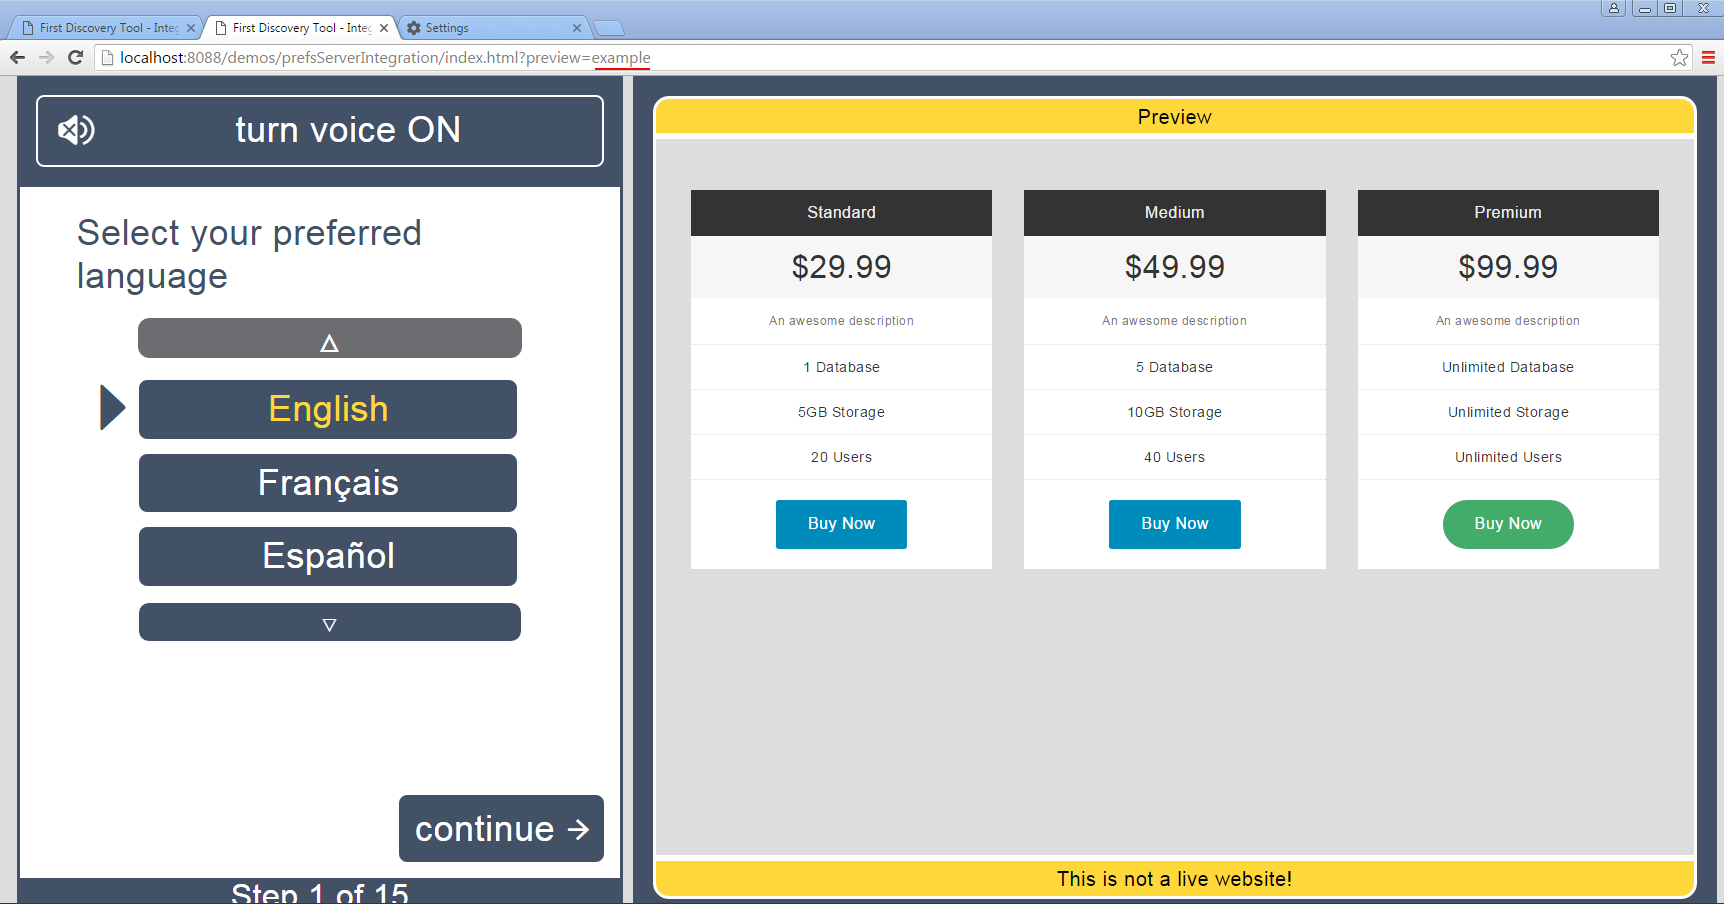 First Discovery Tool - Integ
First Discovery Tool - Integ
Settings
localhost:8088/demos/prefsServerIntegration/index.html?preview=example
turn voice ON
Select your preferred
language
English
Français
Español
continue
Step 1 of 15
Preview
Standard
$29.99
An awesome description
1 Database
5GB Storage
20 Users
Buy Now
Medium
$49.99
An awesome description
5 Database
10GB Storage
40 Users
Buy Now
Premium
$99.99
An awesome description
Unlimited Database
Unlimited Storage
Unlimited Users
Buy Now
This is not a live website!